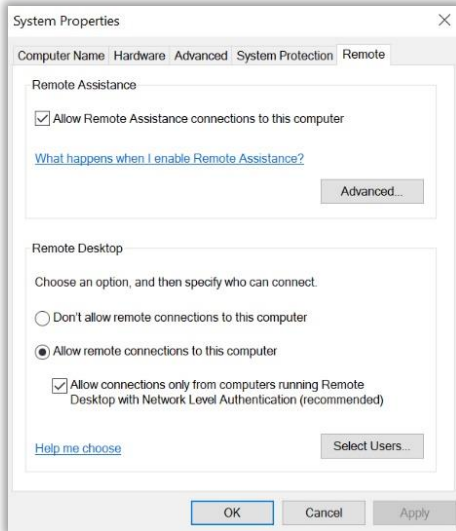 System Properties
Computer Name Hardware Advanced System Protection Remote
Remote Assistance
Allow Remote Assistance connections to this computer
What happens when I enable Remote Assistance?
Advanced...
Remote Desktop
Choose an option, and then specify who can connect.
Don't allow remote connections to this computer
Allow remote connections to this computer
Allow connections only from computers running Remote
Desktop with Network Level Authentication (recommended)
Help me choose
Select Users...
OK Cancel Apply